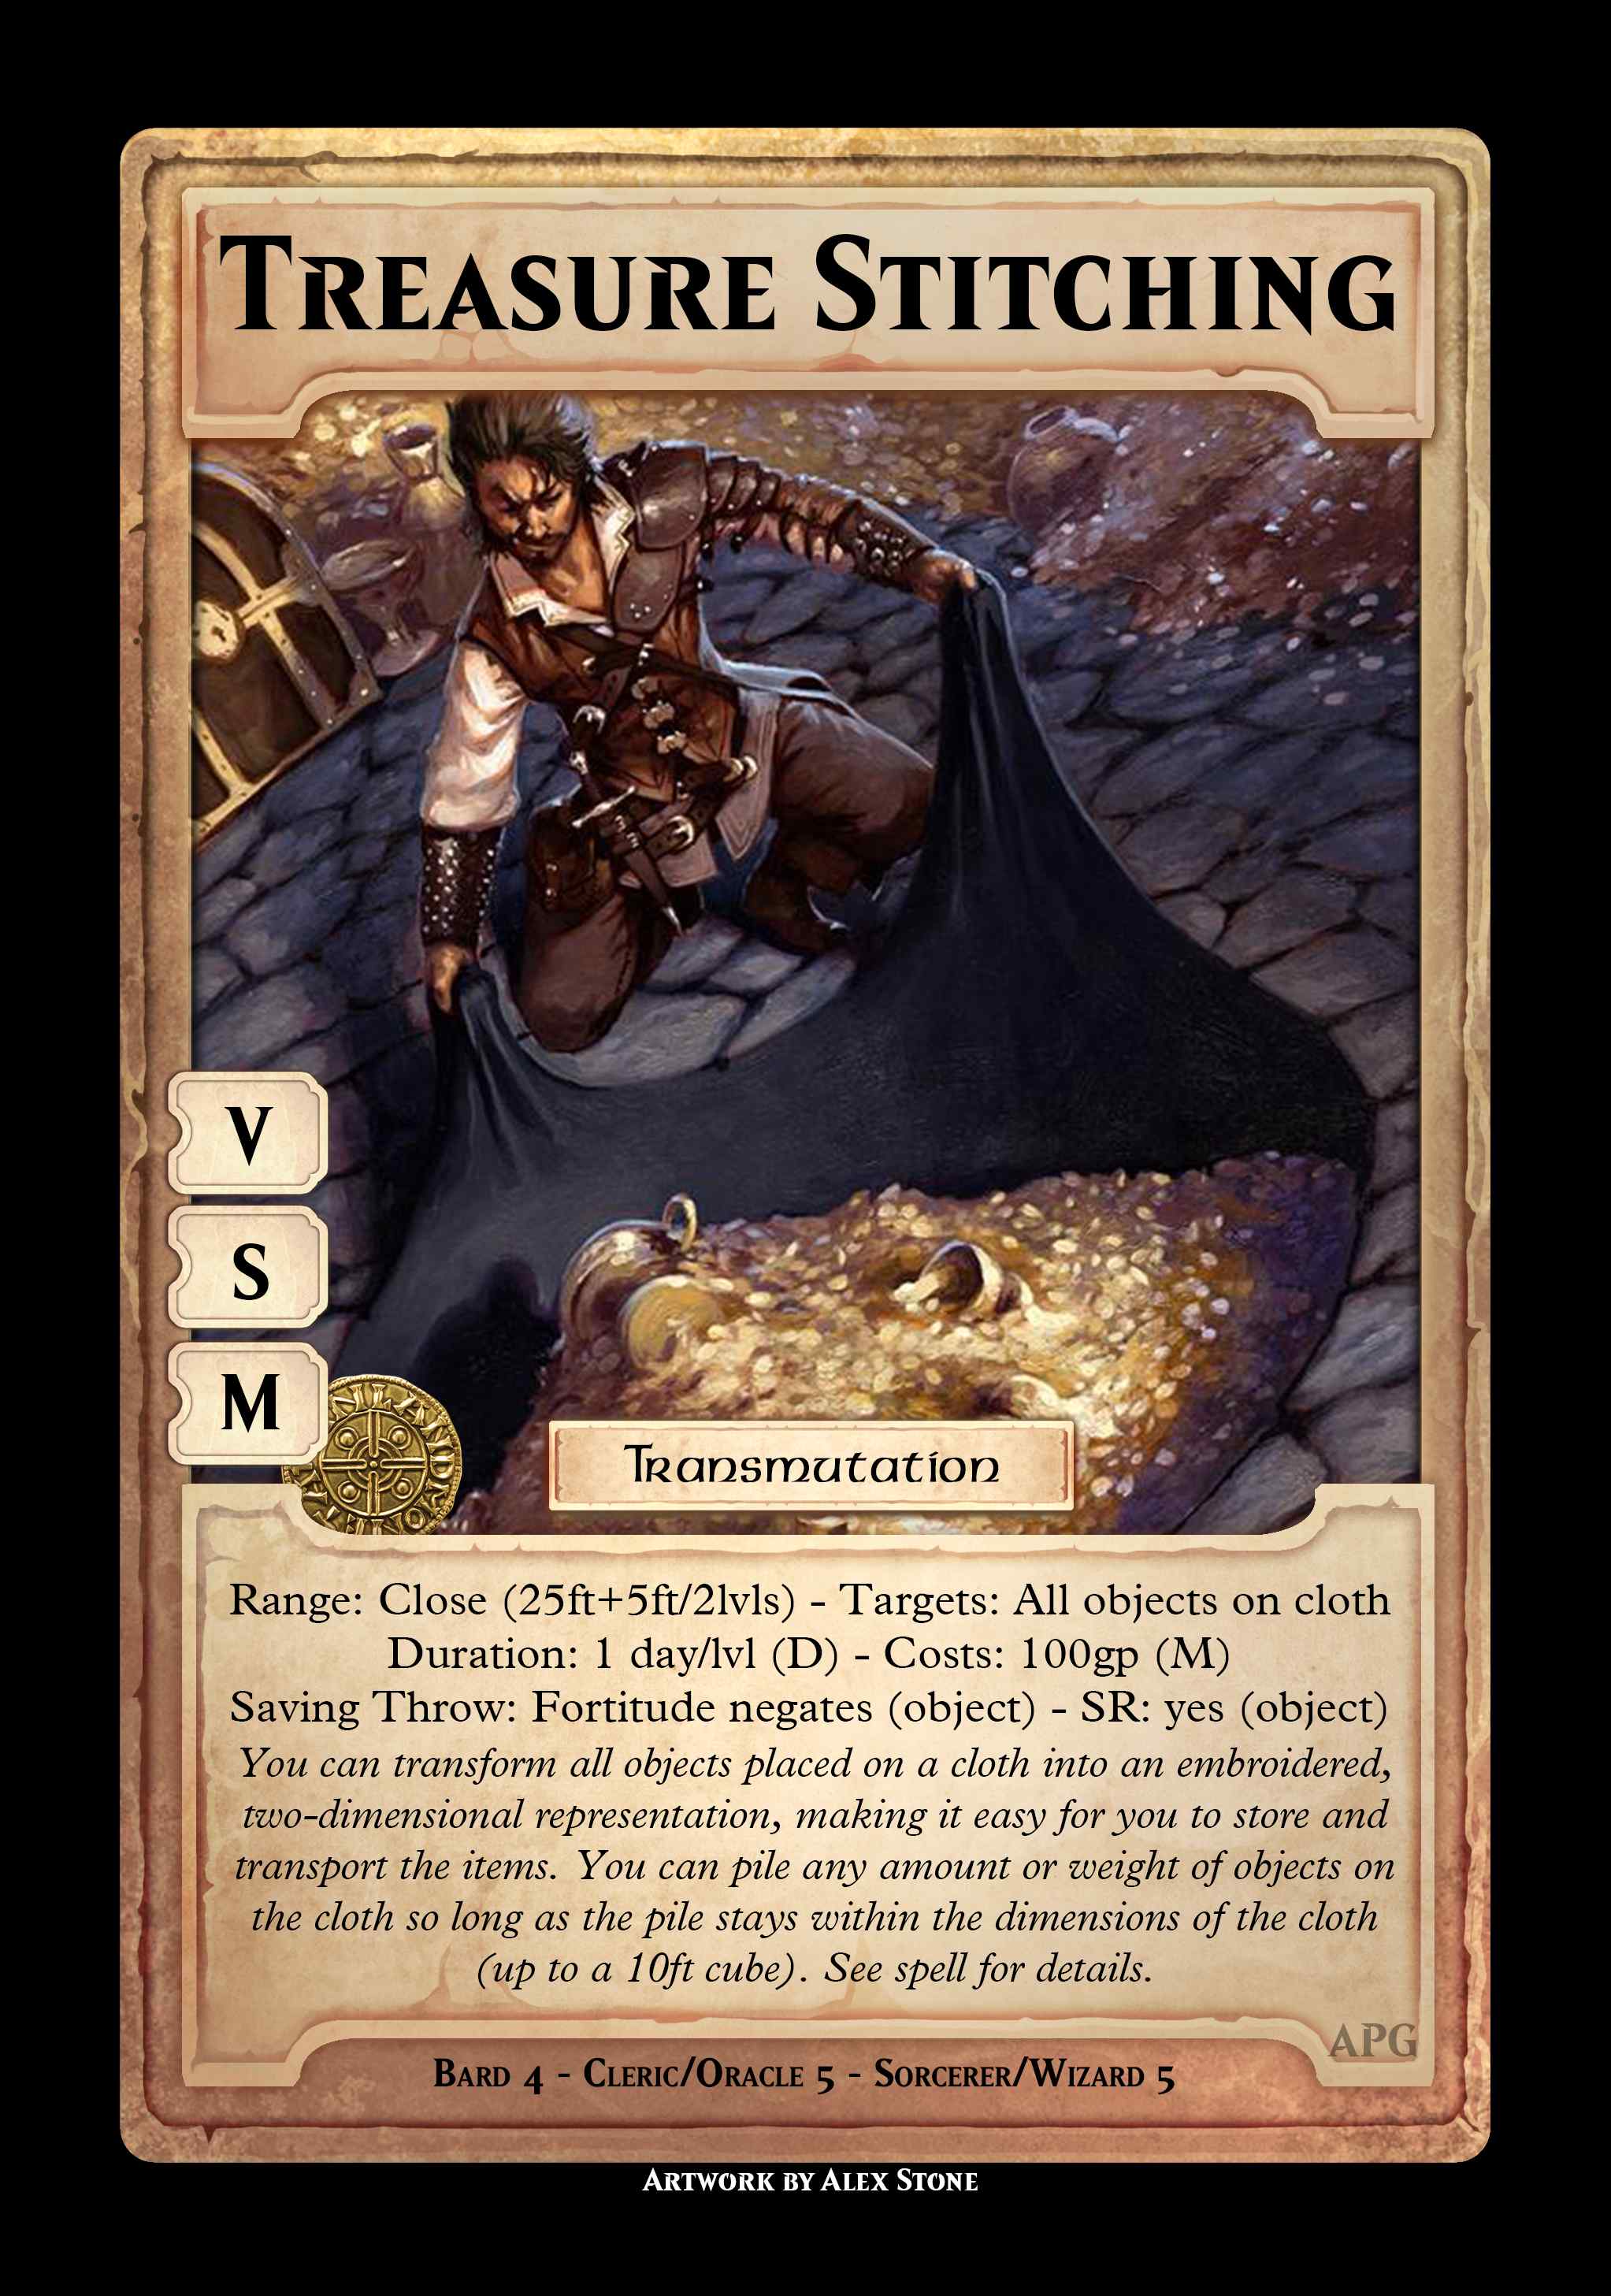 Treasure Stitching
V
S
M
Transmutation
Range: Close (25ft+5ft/2lvls) - Targets: All objects on cloth
Duration: 1 day/lvl (D) - Costs: 100gp (M)
Saving Throw: Fortitude negates (object) - SR: yes (object)
You can transform all objects placed on a cloth into an embroidered,
two-dimensional representation, making it easy for you to store and
transport the items. You can pile any amount or weight of objects on
the cloth so long as the pile stays within the dimensions of the cloth
(up to a 10ft cube). See spell for details.
APG
Bard 4 - Cleric/Oracle 5 - Sorcerer/Wizard 5
Artwork by Alex Stone